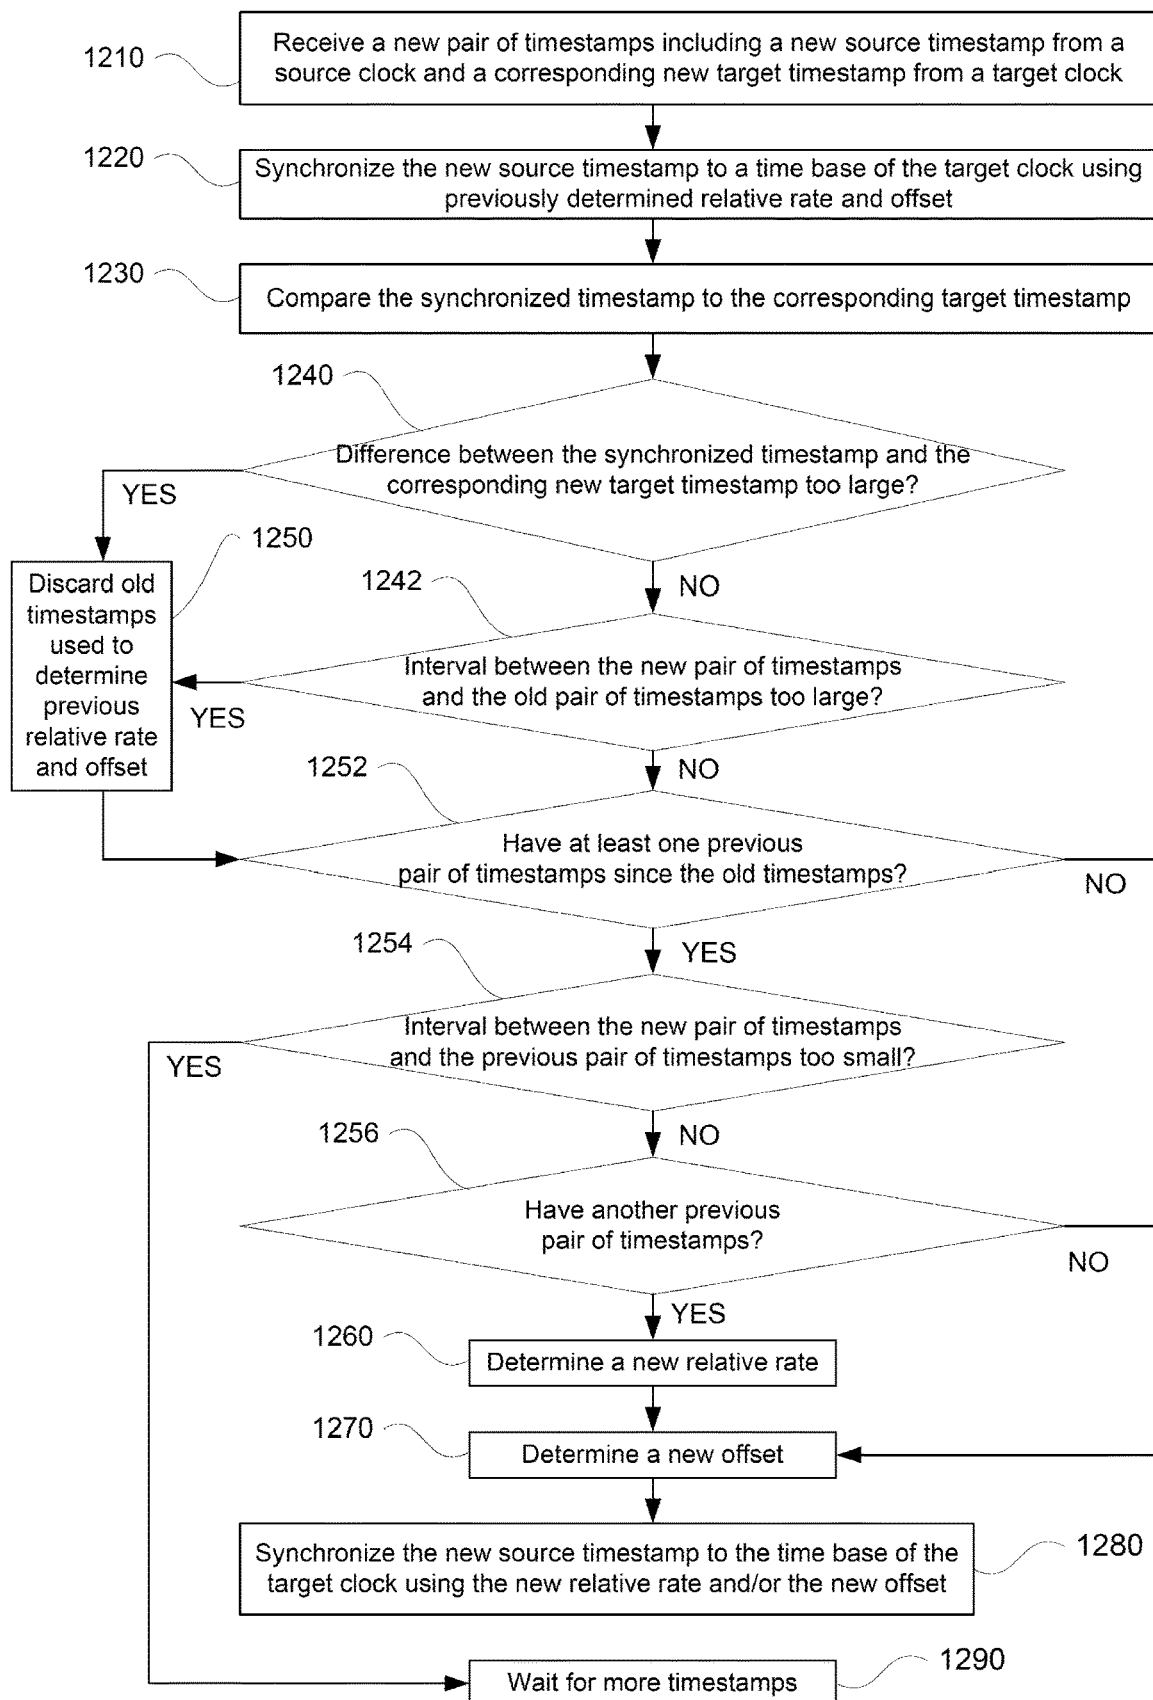 1210
Receive a new pair of timestamps including a new source timestamp from a
source clock and a corresponding new target timestamp from a target clock
1220
Synchronize the new source timestamp to a time base of the target clock using
previously determined relative rate and offset
1230
Compare the synchronized timestamp to the corresponding target timestamp
1240
Difference between the synchronized timestamp and the
corresponding new target timestamp too large?
YES
NO
1250
Discard old
timestamps
used to
determine
previous
relative rate
and offset
1242
Interval between the new pair of timestamps
and the old pair of timestamps too large?
YES
NO
1252
Have at least one previous
pair of timestamps since the old timestamps?
NO
YES
1254
Interval between the new pair of timestamps
and the previous pair of timestamps too small?
YES
NO
1256
Have another previous
pair of timestamps?
NO
YES
1260
Determine a new relative rate
1270
Determine a new offset
Synchronize the new source timestamp to the time base of the
target clock using the new relative rate and/or the new offset
1280
Wait for more timestamps
1290